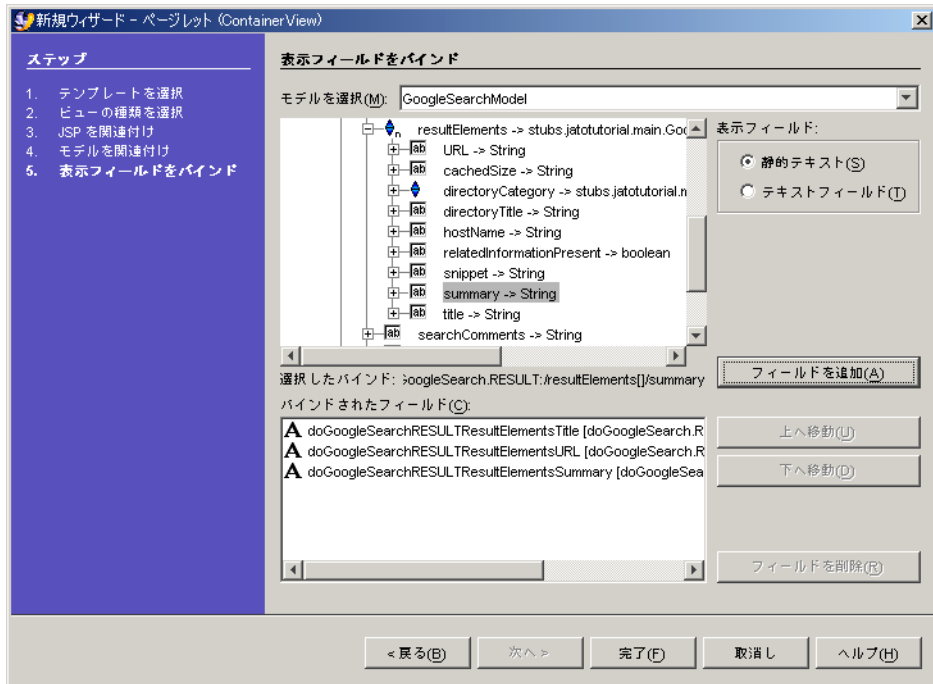 新規ウィザード - ページレット (ContainerView)
ステップ
1. テンプレートを選択
2. ビューの種類を選択
3. JSP を関連付け
4. モデルを関連付け
5. 表示フィールドをバインド
表示フィールドをバインド
モデルを選択(M): GoogleSearchModel
resultElements -> stubs.jatotutorial.main.Goo
URL -> String
cachedSize -> String
directoryCategory -> stubs.jatotutorial.n
directoryTitle -> String
hostName -> String
relatedInformationPresent -> boolean
snippet -> String
summary -> String
title -> String
searchComments -> String
表示フィールド:
静的テキスト(S)
テキストフィールド(T)
選択したバインド: GoogleSearch.RESULT:/resultElements[]/summary
フィールドを追加(A)
バインドされたフィールド(C):
A doGoogleSearchRESULTResultElementsTitle [doGoogleSearch.R
A doGoogleSearchRESULTResultElementsURL [doGoogleSearch.R
A doGoogleSearchRESULTResultElementsSummary [doGoogleSea
上へ移動(U)
下へ移動(D)
フィールドを削除(R)
< 戻る(B)
次へ >
完了(F)
取消し
ヘルプ(H)